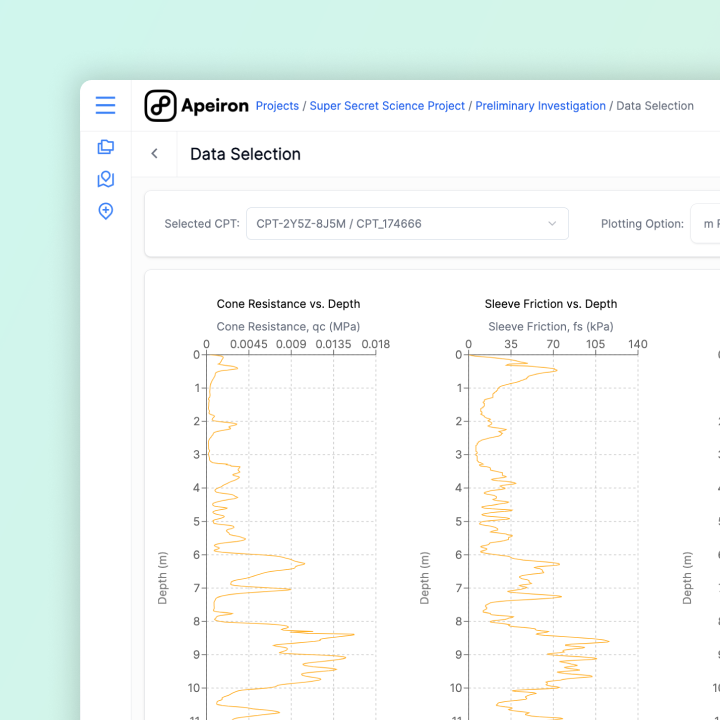 Apeiron Projects / Super Secret Science Project / Preliminary Investigation / Data Selection
Data Selection
Selected CPT: CPT-2Y5Z-8J5M / CPT_174666 Plotting Option: m
Cone Resistance vs. Depth
Cone Resistance, qc (MPa)
0 0.0045 0.009 0.0135 0.018
0
1
2
3
4
5
6
7
8
9
10
11
Depth (m)
Sleeve Friction vs. Depth
Sleeve Friction, fs (kPa)
0 35 70 105 140
0
1
2
3
4
5
6
7
8
9
10
11
Depth (m)
Depth (m)